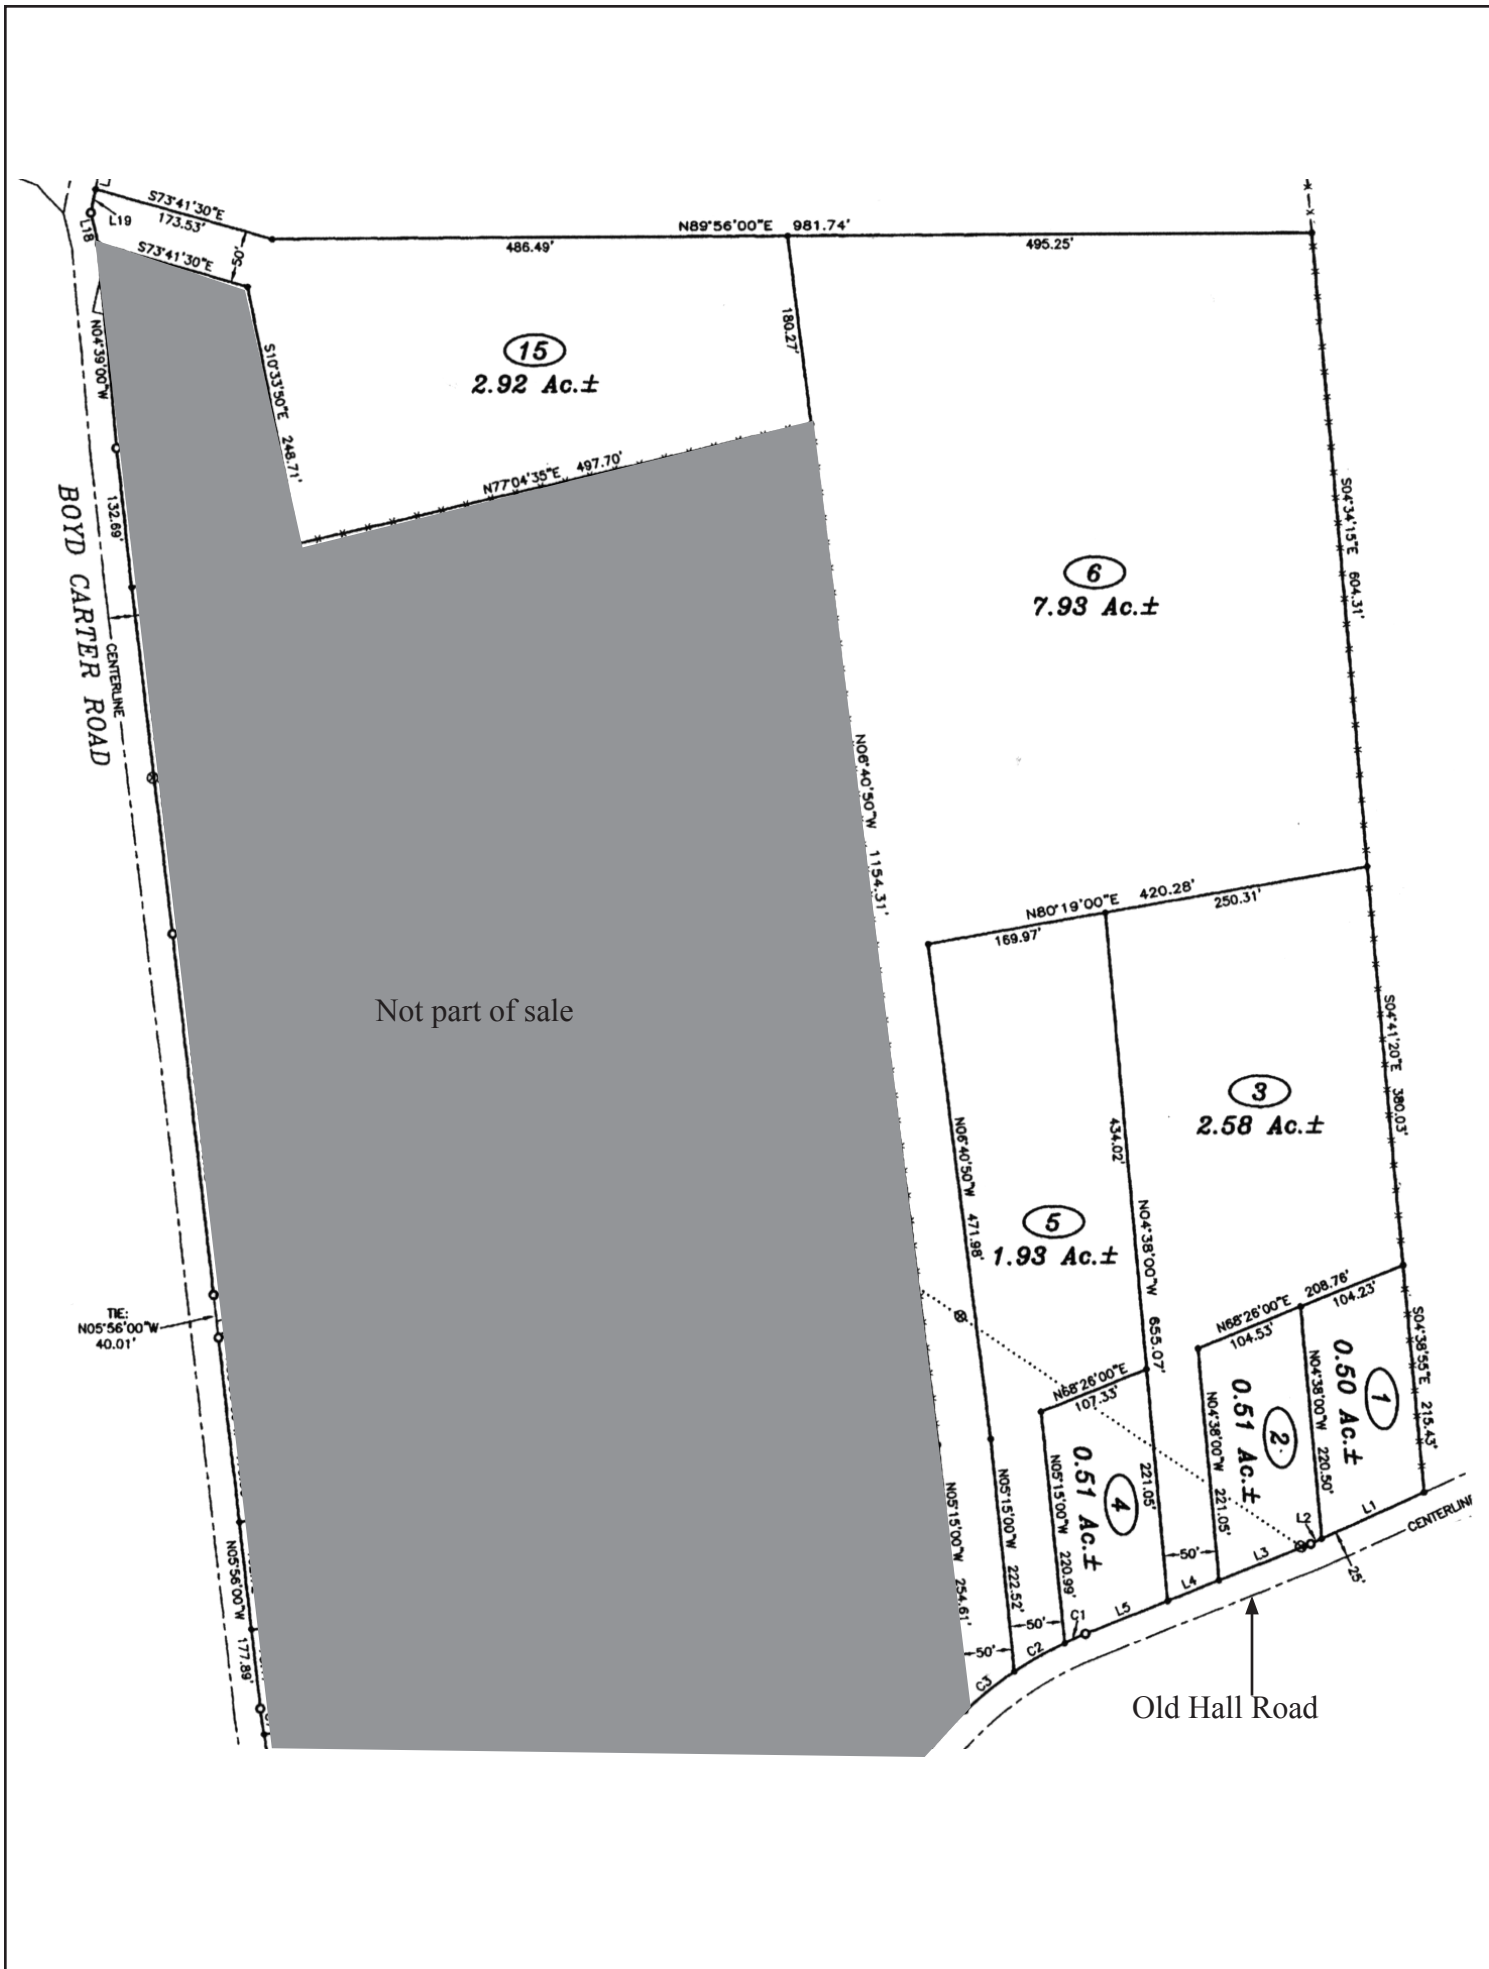 S73°41'30"E
173.53'
L19
L18
S73°41'30"E
50'
N89°56'00"E 981.74'
486.49'
495.25'
180.27'
15
2.92 Ac.±
N04°39'00"W
S10°33'50"E 248.71'
N77°04'35"E 497.70'
132.69'
BOYD CARTER ROAD
CENTERLINE
S04°34'15"E 604.31'
6
7.93 Ac.±
N06°40'50"W 1154.31'
N80°19'00"E 420.28'
169.97'
250.31'
Not part of sale
S04°41'20"E 380.03'
3
2.58 Ac.±
434.02'
N06°40'50"W 471.98'
5
1.93 Ac.±
N04°38'00"W 655.07'
TIE:
N05°56'00"W
40.01'
N68°26'00"E 208.76'
104.53'
104.23'
S04°38'55"E 215.43'
1
0.50 Ac.±
N04°38'00"W 220.50'
2
0.51 Ac.±
N04°38'00"W 221.05'
N68°26'00"E
107.33'
4
0.51 Ac.±
221.05'
N05°15'00"W 220.99'
N05°15'00"W 222.52'
N05°15'00"W 254.61'
N05°56'00"W 177.89'
L1
L2
L3
L4
L5
C1
C2
C3
50'
50'
50'
25'
CENTERLINE
Old Hall Road